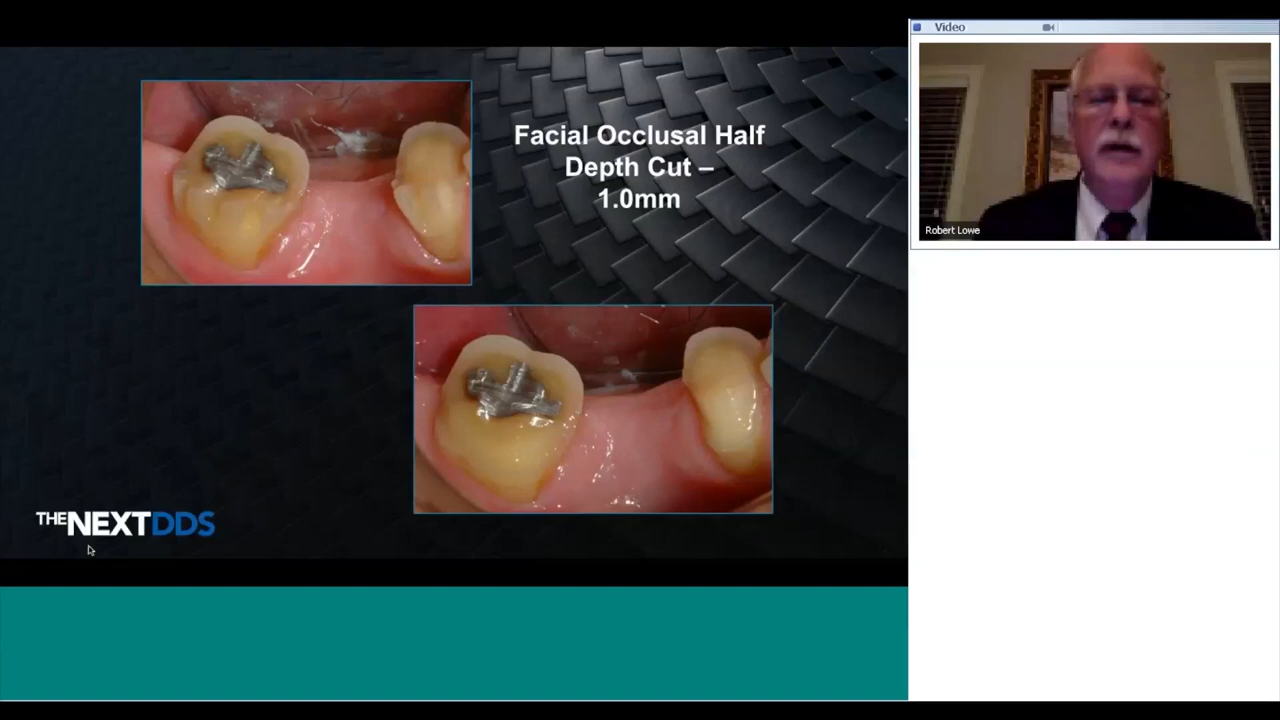 Video
Facial Occlusal Half
Depth Cut –
1.0mm
Robert Lowe
THENEXTDDS